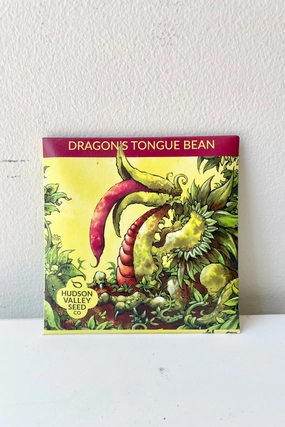 DRAGON'S TONGUE BEAN
HUDSON
VALLEY
SEED
CO